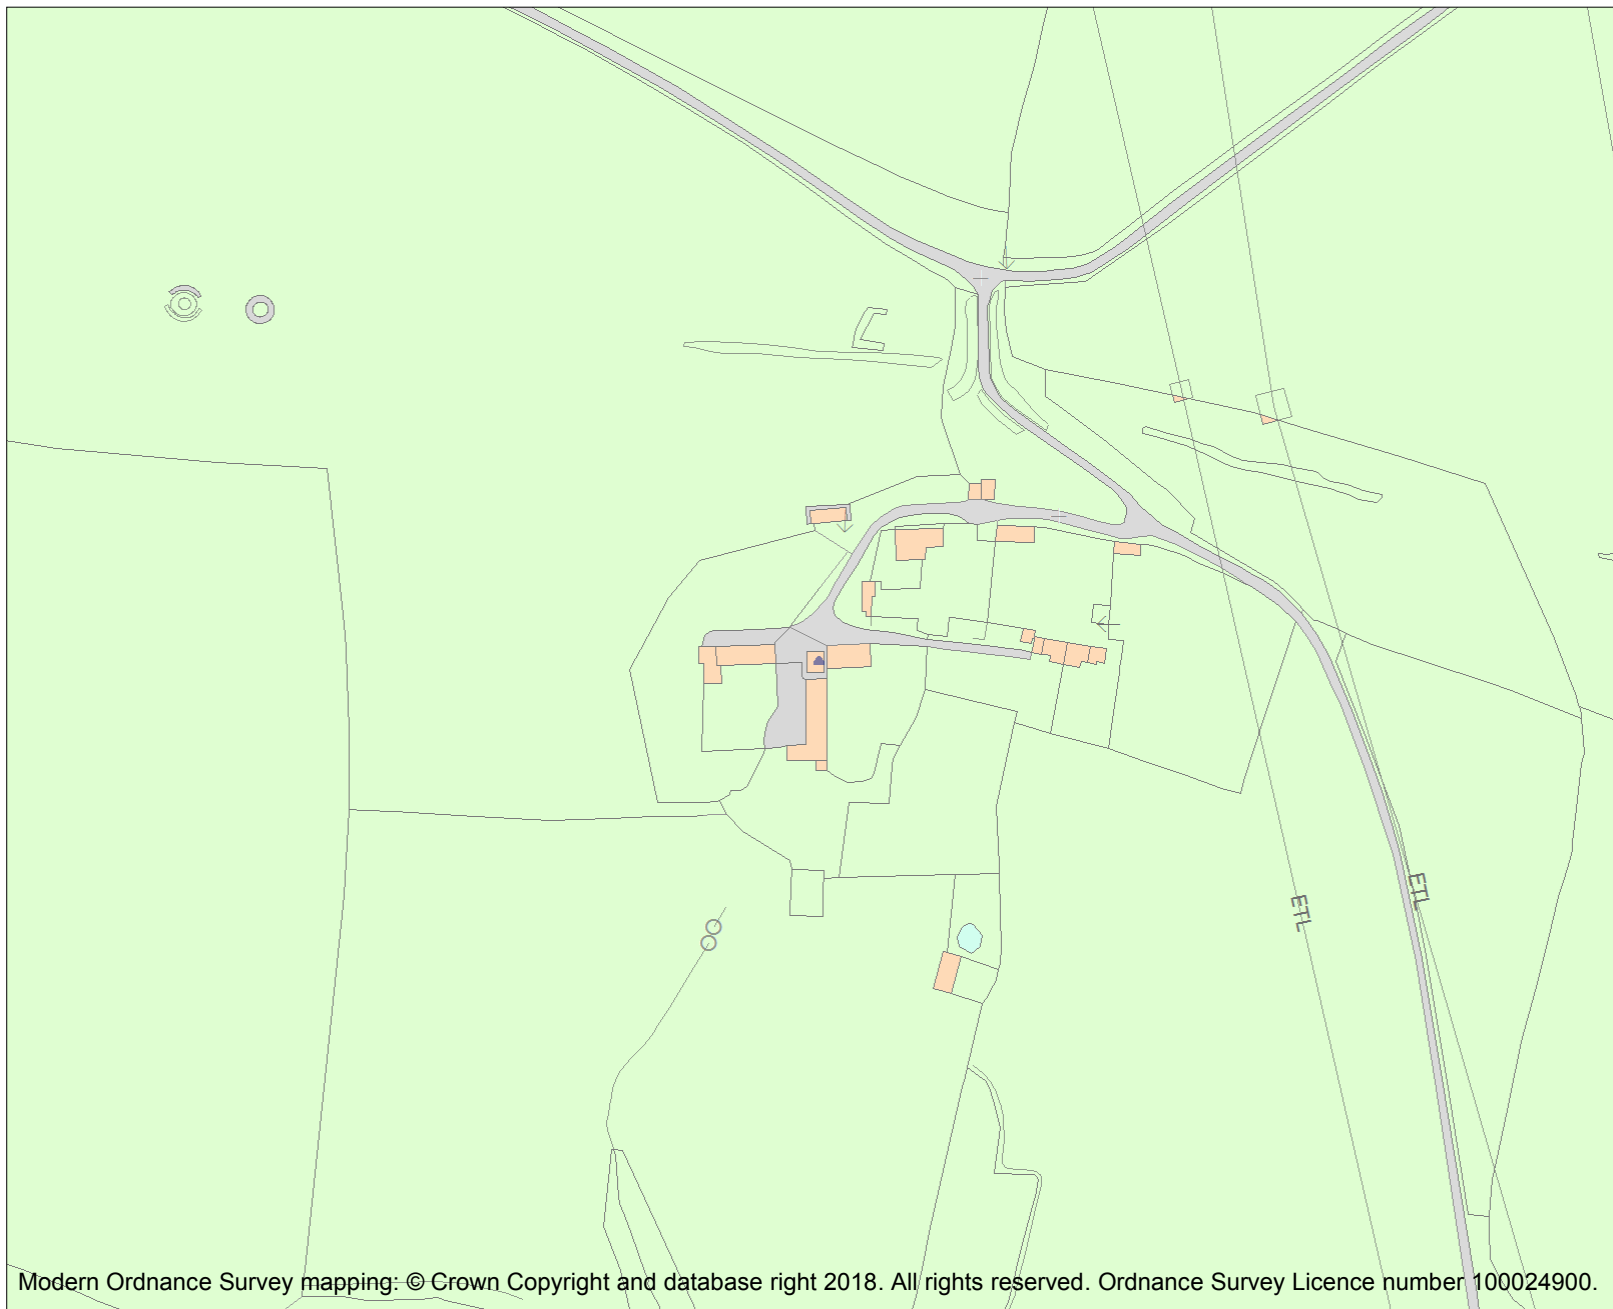 ETL
ETL
Modern Ordnance Survey mapping: © Crown Copyright and database right 2018. All rights reserved. Ordnance Survey Licence number 100024900.